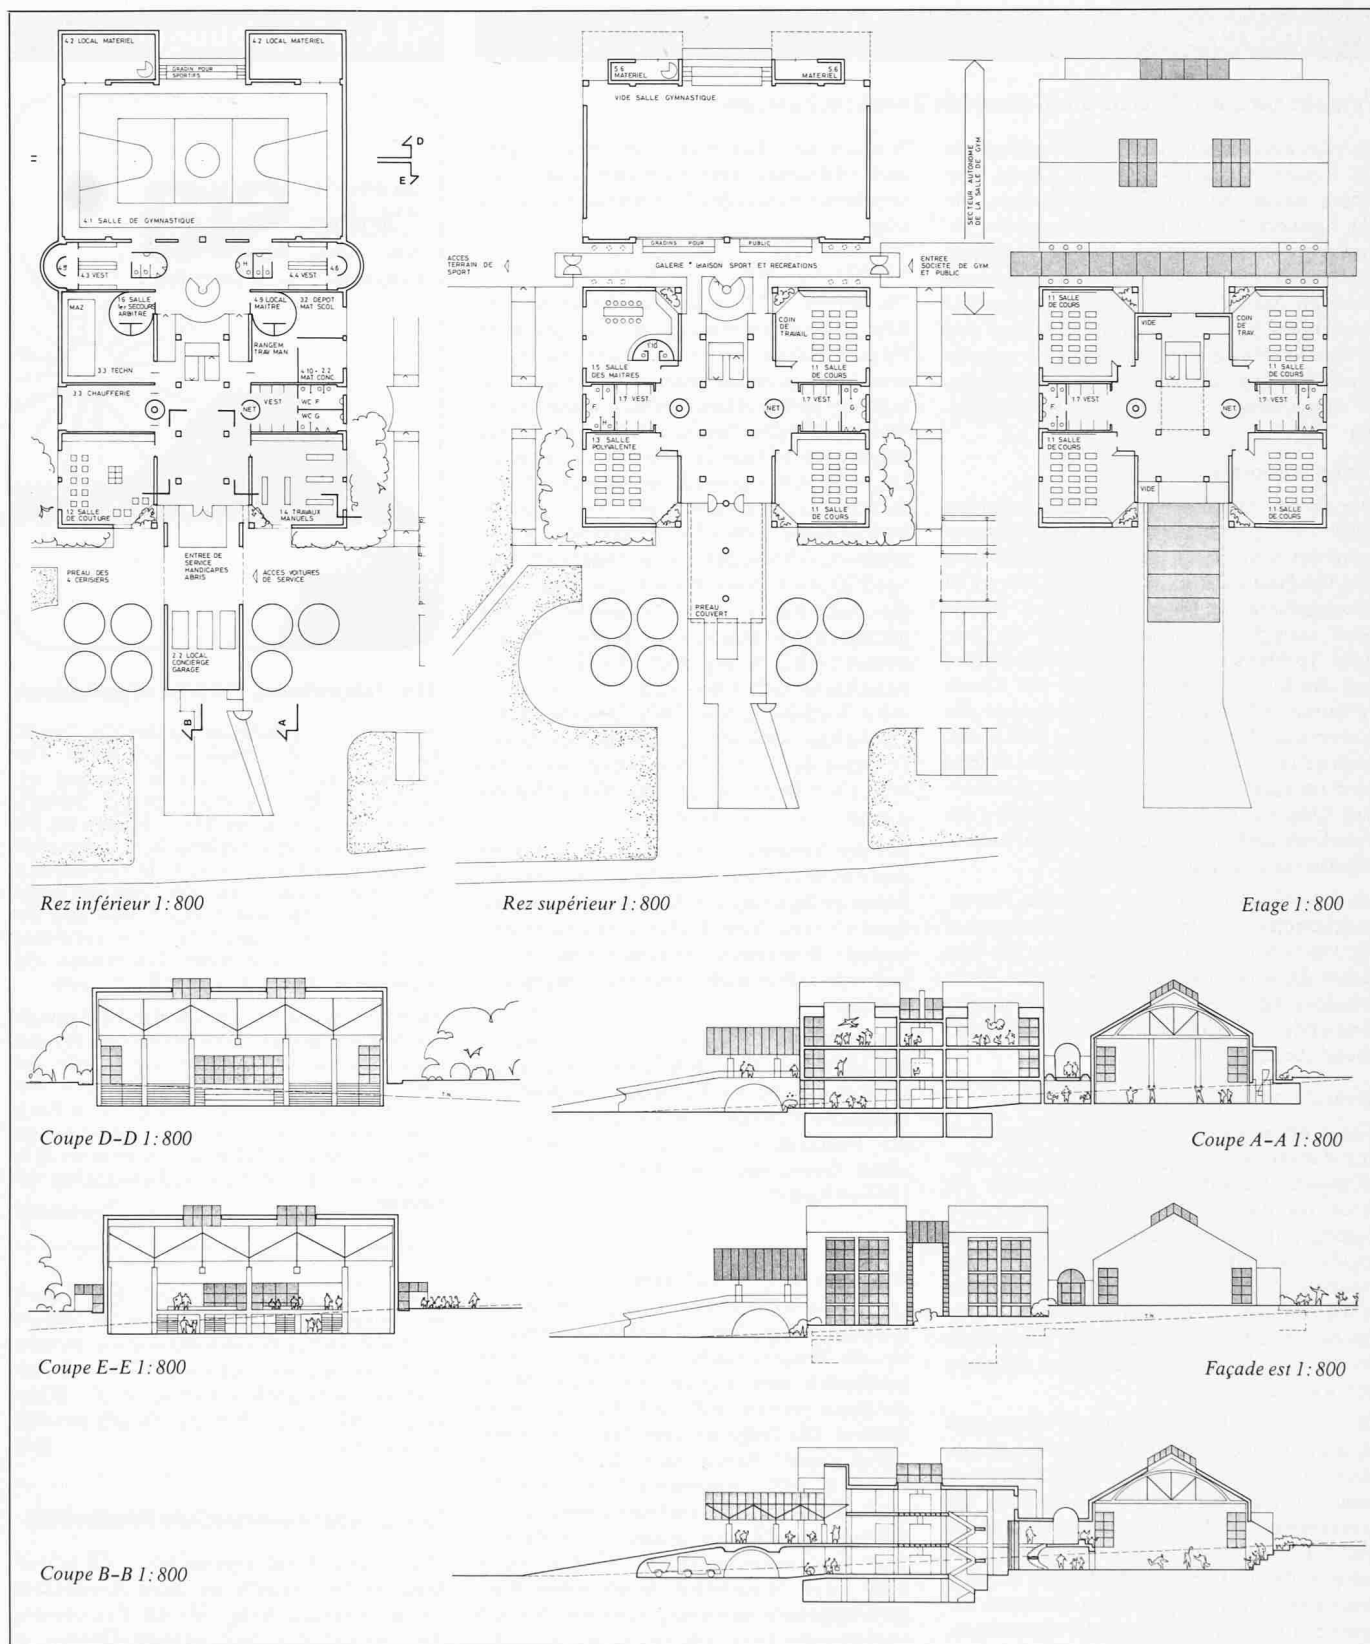 4.2 LOCAL MATERIEL
4.2 LOCAL MATERIEL
GRADIN POUR
SPORTIFS
D
E
4.1 SALLE DE GYMNASTIQUE
4.5
4.3 VEST
H
4.4 VEST
4.6
MAZ
1.6 SALLE
1er SECOURS
ARBITRE
4.9 LOCAL
MAITRE
3.2 DEPOT
MAT SCOL
RANGEM
TRAV MAN
3.3 TECHN
4.10 - 2.2
MAT CONC
3.3 CHAUFFERIE
NET
VEST
WC F
WC G
1.2 SALLE
DE COUTURE
1.4 TRAVAUX
MANUELS
PREAU DES
4 CERISIERS
ENTREE DE
SERVICE
HANDICAPES
ABRIS
ACCES VOITURES
DE SERVICE
2.2 LOCAL
CONCIERGE
GARAGE
B
A
Rez inférieur 1:800
5.6
MATERIEL
5.6
MATERIEL
VIDE SALLE GYMNASTIQUE
SECTEUR AUTONOME
DE LA SALLE DE GYM
GRADINS POUR PUBLIC
ACCES
TERRAIN DE
SPORT
GALERIE LIAISON SPORT ET RECREATIONS
ENTREE
SOCIETE DE GYM
ET PUBLIC
COIN
DE
TRAVAIL
1.10
1.5 SALLE
DES MAITRES
1.1 SALLE
DE COURS
F
1.7 VEST
NET
1.7 VEST
G
1.3 SALLE
POLYVALENTE
1.1 SALLE
DE COURS
PREAU
COUVERT
Rez supérieur 1:800
1.1 SALLE
DE COURS
VIDE
COIN
DE
TRAV
1.1 SALLE
DE COURS
F
1.7 VEST
NET
1.7 VEST
G
1.1 SALLE
DE COURS
VIDE
1.1 SALLE
DE COURS
Etage 1:800
T.N.
Coupe D-D 1:800
Coupe A-A 1:800
Coupe E-E 1:800
T.N.
Façade est 1:800
Coupe B-B 1:800